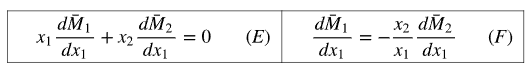 x₁ dM̄₁/dx₁ + x₂ dM̄₂/dx₁ = 0 (E)
dM̄₁/dx₁ = − x₂/x₁ dM̄₂/dx₁ (F)